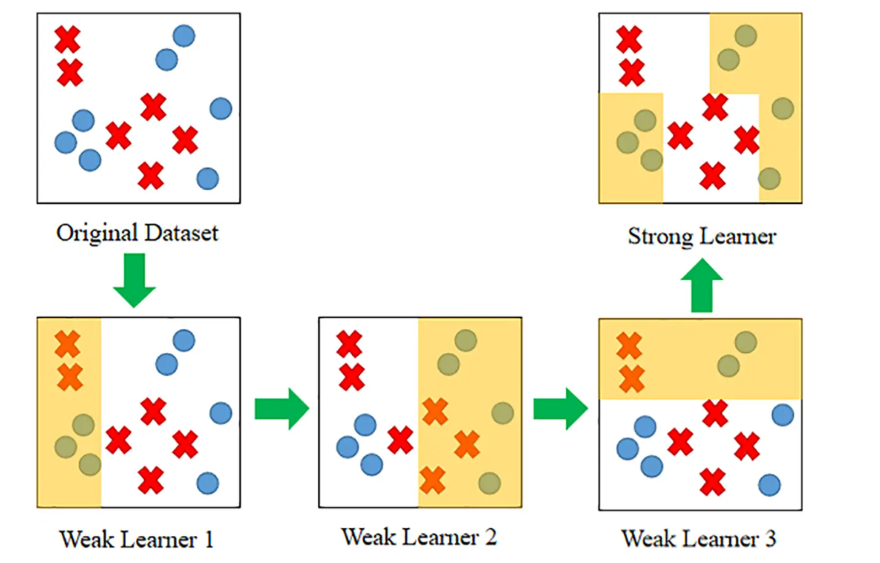 Original Dataset
Strong Learner
Weak Learner 1
Weak Learner 2
Weak Learner 3